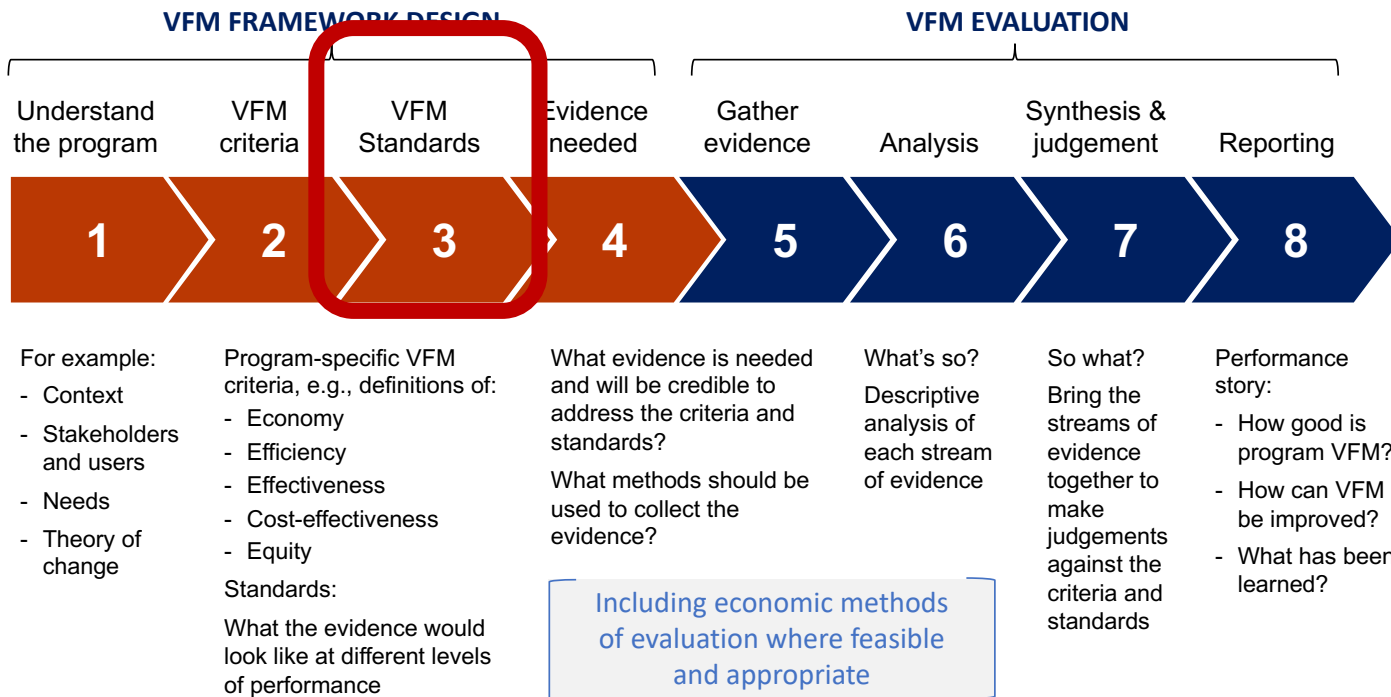 VFM FRAMEWORK DESIGN
VFM EVALUATION
Understand
the program
VFM
criteria
VFM
Standards
Evidence
needed
Gather
evidence
Analysis
Synthesis &
judgement
Reporting
1
2
3
4
5
6
7
8
For example:
- Context
- Stakeholders
and users
- Needs
- Theory of
change
Program-specific VFM
criteria, e.g., definitions of:
- Economy
- Efficiency
- Effectiveness
- Cost-effectiveness
- Equity
Standards:
What the evidence would
look like at different levels
of performance
What evidence is needed
and will be credible to
address the criteria and
standards?
What methods should be
used to collect the
evidence?
Including economic methods
of evaluation where feasible
and appropriate
What’s so?
Descriptive
analysis of
each stream
of evidence
So what?
Bring the
streams of
evidence
together to
make
judgements
against the
criteria and
standards
Performance
story:
- How good is
program VFM?
- How can VFM
be improved?
- What has been
learned?